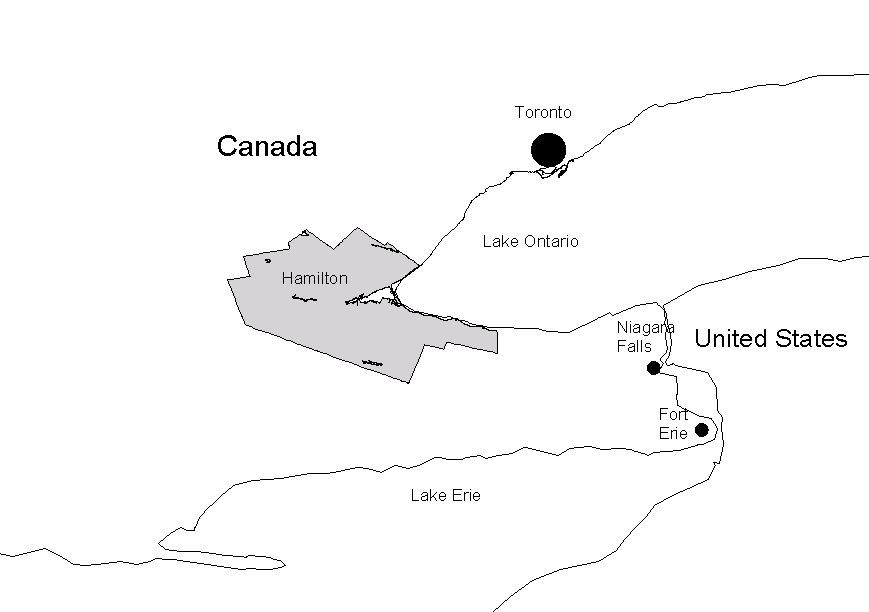 Toronto
Canada
Lake Ontario
Hamilton
Niagara
Falls
United States
Fort
Erie
Lake Erie